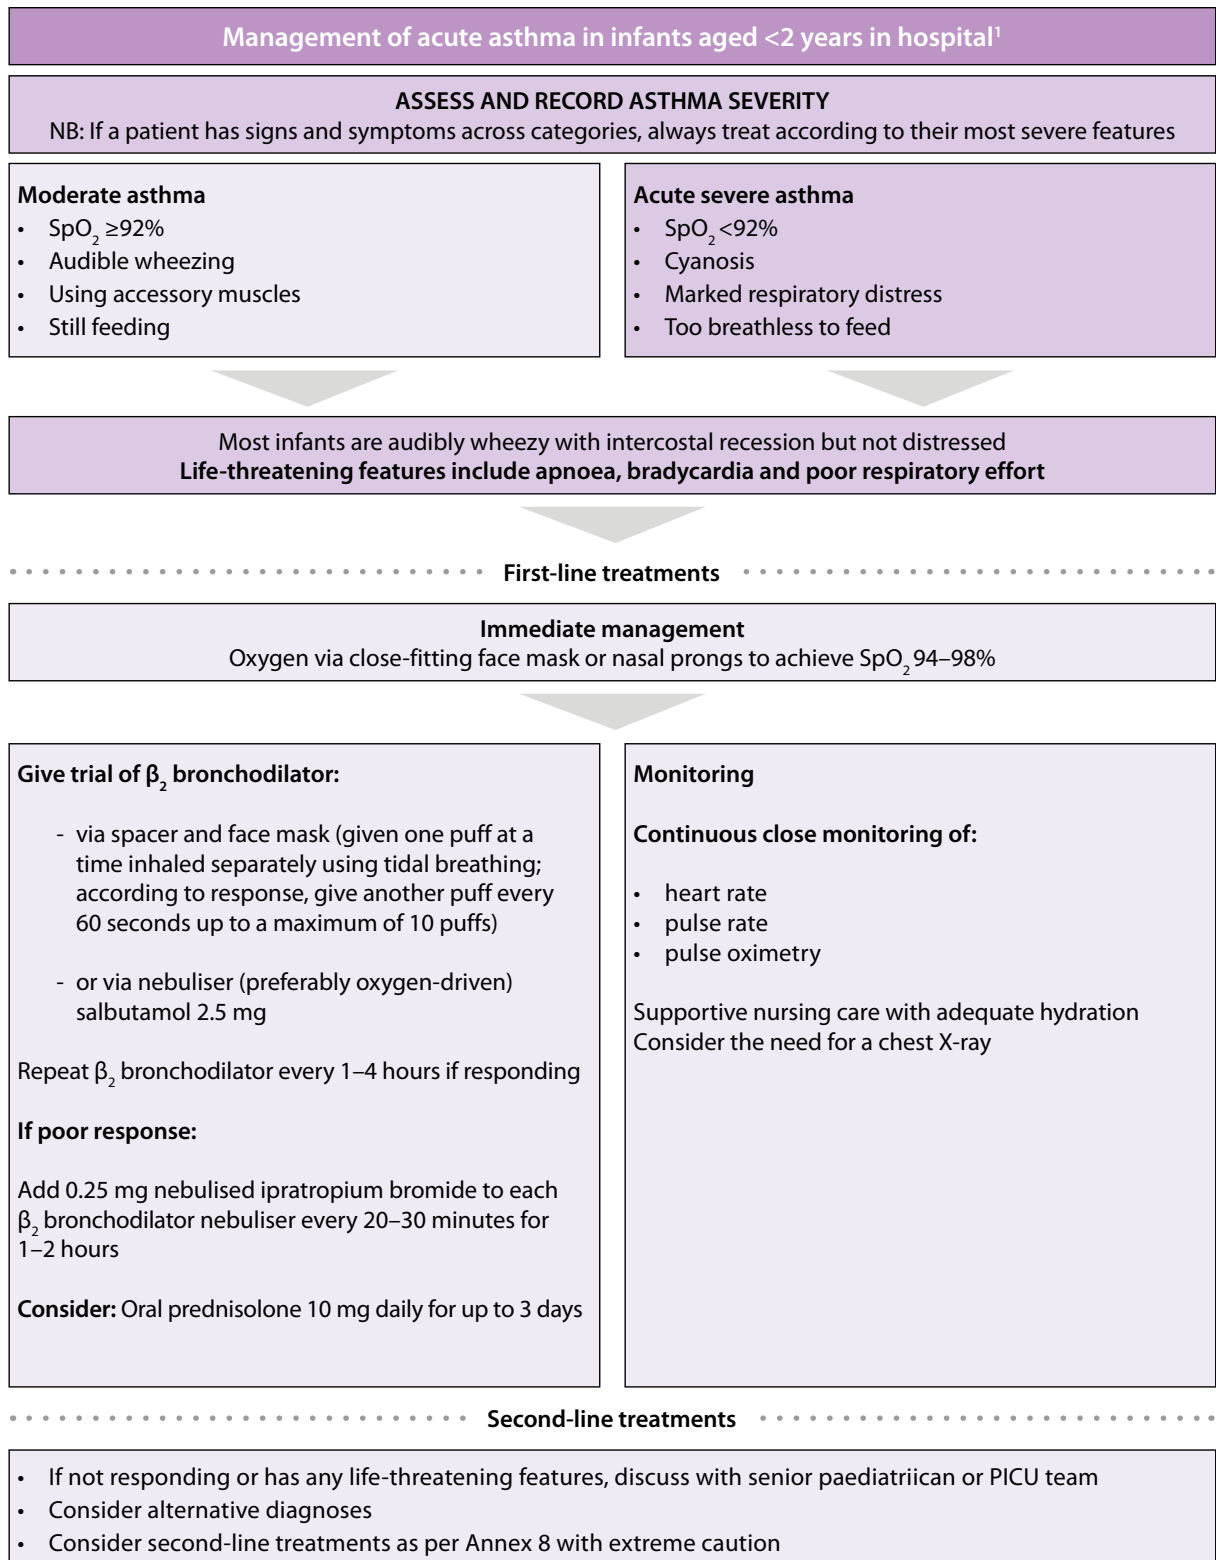 Management of acute asthma in infants aged <2 years in hospital¹
ASSESS AND RECORD ASTHMA SEVERITY
NB: If a patient has signs and symptoms across categories, always treat according to their most severe features
Moderate asthma
• SpO₂ ≥92%
• Audible wheezing
• Using accessory muscles
• Still feeding
Acute severe asthma
• SpO₂ <92%
• Cyanosis
• Marked respiratory distress
• Too breathless to feed
Most infants are audibly wheezy with intercostal recession but not distressed
Life-threatening features include apnoea, bradycardia and poor respiratory effort
First-line treatments
Immediate management
Oxygen via close-fitting face mask or nasal prongs to achieve SpO₂ 94–98%
Give trial of β₂ bronchodilator:
- via spacer and face mask (given one puff at a
time inhaled separately using tidal breathing;
according to response, give another puff every
60 seconds up to a maximum of 10 puffs)
- or via nebuliser (preferably oxygen-driven)
salbutamol 2.5 mg
Repeat β₂ bronchodilator every 1–4 hours if responding
If poor response:
Add 0.25 mg nebulised ipratropium bromide to each
β₂ bronchodilator nebuliser every 20–30 minutes for
1–2 hours
Consider: Oral prednisolone 10 mg daily for up to 3 days
Monitoring
Continuous close monitoring of:
• heart rate
• pulse rate
• pulse oximetry
Supportive nursing care with adequate hydration
Consider the need for a chest X-ray
Second-line treatments
• If not responding or has any life-threatening features, discuss with senior paediatriican or PICU team
• Consider alternative diagnoses
• Consider second-line treatments as per Annex 8 with extreme caution